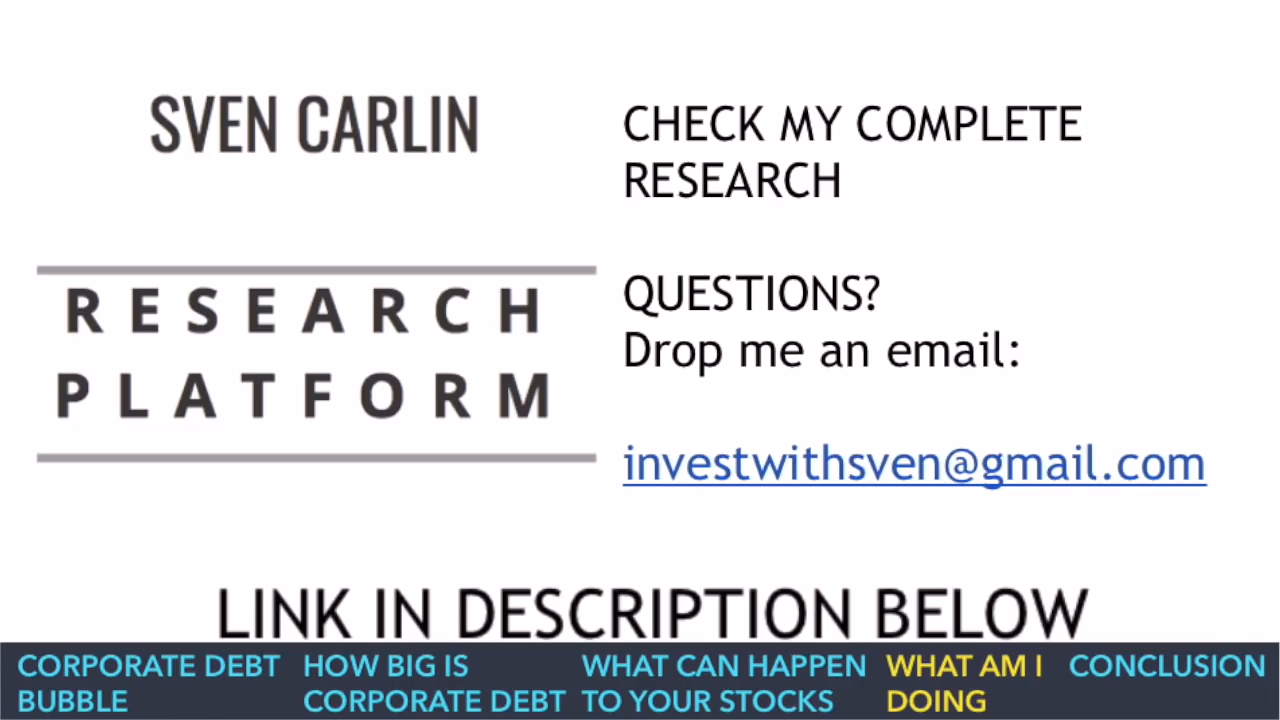 SVEN CARLIN
RESEARCH
PLATFORM
CHECK MY COMPLETE
RESEARCH
QUESTIONS?
Drop me an email:
investwithsven@gmail.com
LINK IN DESCRIPTION BELOW
CORPORATE DEBT
BUBBLE
HOW BIG IS
CORPORATE DEBT
WHAT CAN HAPPEN
TO YOUR STOCKS
WHAT AM I
DOING
CONCLUSION